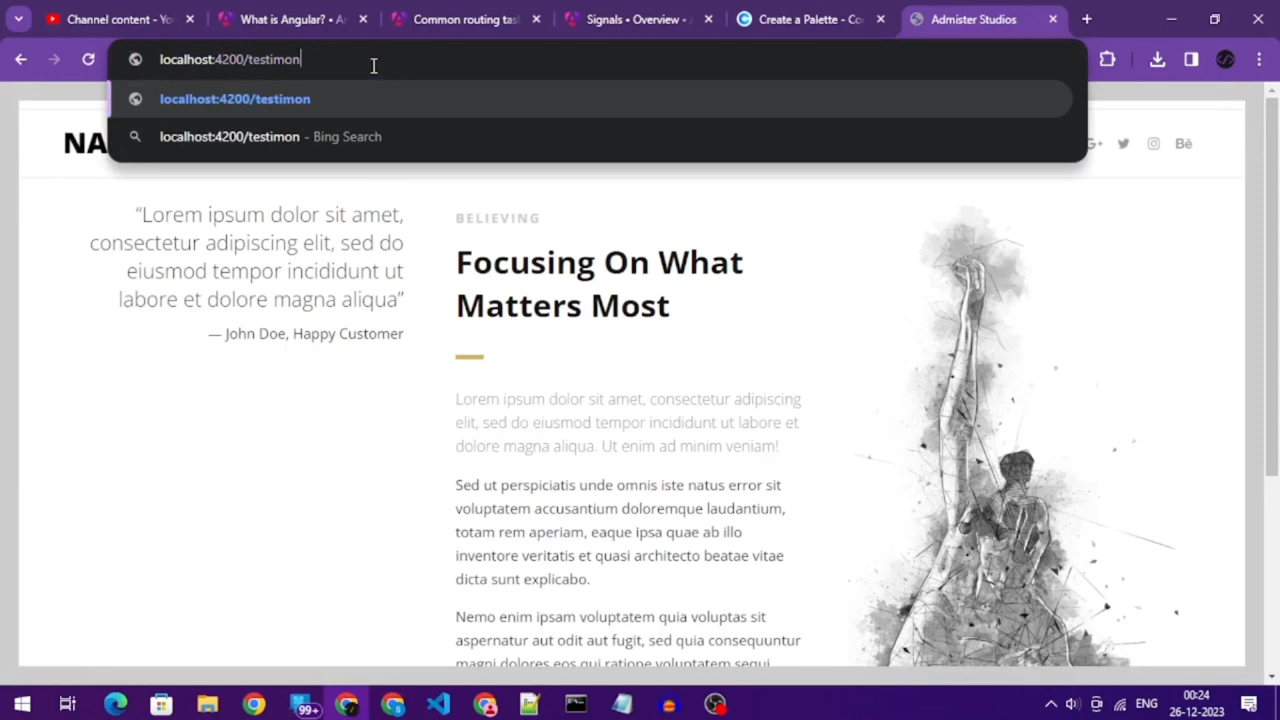 Channel content - Yo
What is Angular? • A
Common routing tas
Signals • Overview •
Create a Palette - Co
Admister Studios
localhost:4200/testimon
localhost:4200/testimon
localhost:4200/testimon - Bing Search
NA
G+
Bē
“Lorem ipsum dolor sit amet,
consectetur adipiscing elit, sed do
eiusmod tempor incididunt ut
labore et dolore magna aliqua”
— John Doe, Happy Customer
BELIEVING
Focusing On What
Matters Most
Lorem ipsum dolor sit amet, consectetur adipiscing
elit, sed do eiusmod tempor incididunt ut labore et
dolore magna aliqua. Ut enim ad minim veniam!
Sed ut perspiciatis unde omnis iste natus error sit
voluptatem accusantium doloremque laudantium,
totam rem aperiam, eaque ipsa quae ab illo
inventore veritatis et quasi architecto beatae vitae
dicta sunt explicabo.
Nemo enim ipsam voluptatem quia voluptas sit
aspernatur aut odit aut fugit, sed quia consequuntur
magni dolores eos qui ratione voluptatem sequi
99+
ENG
00:24
26-12-2023